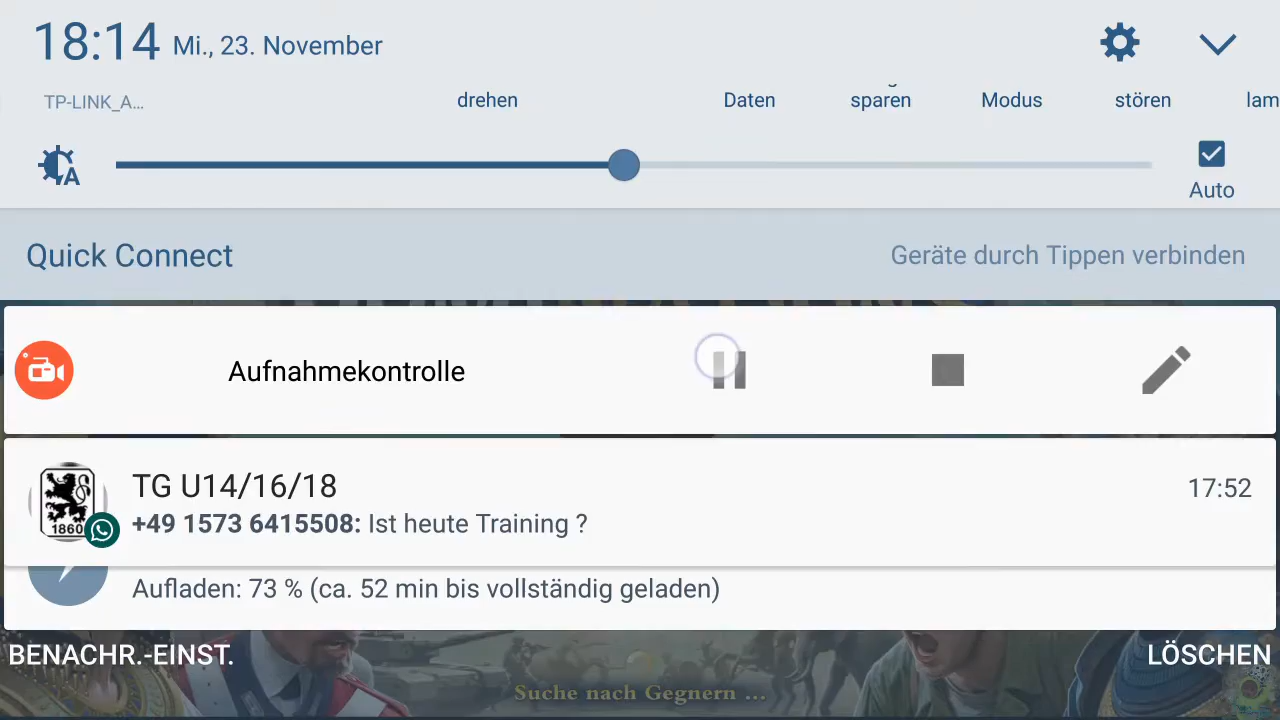 18:14 Mi., 23. November
TP-LINK_A... drehen Daten sparen Modus stören lam
A Auto
Quick Connect Geräte durch Tippen verbinden
Aufnahmekontrolle
TG U14/16/18 17:52
1860
+49 1573 6415508: Ist heute Training ?
Aufladen: 73 % (ca. 52 min bis vollständig geladen)
BENACHR.-EINST. LÖSCHEN
Suche nach Gegnern ...